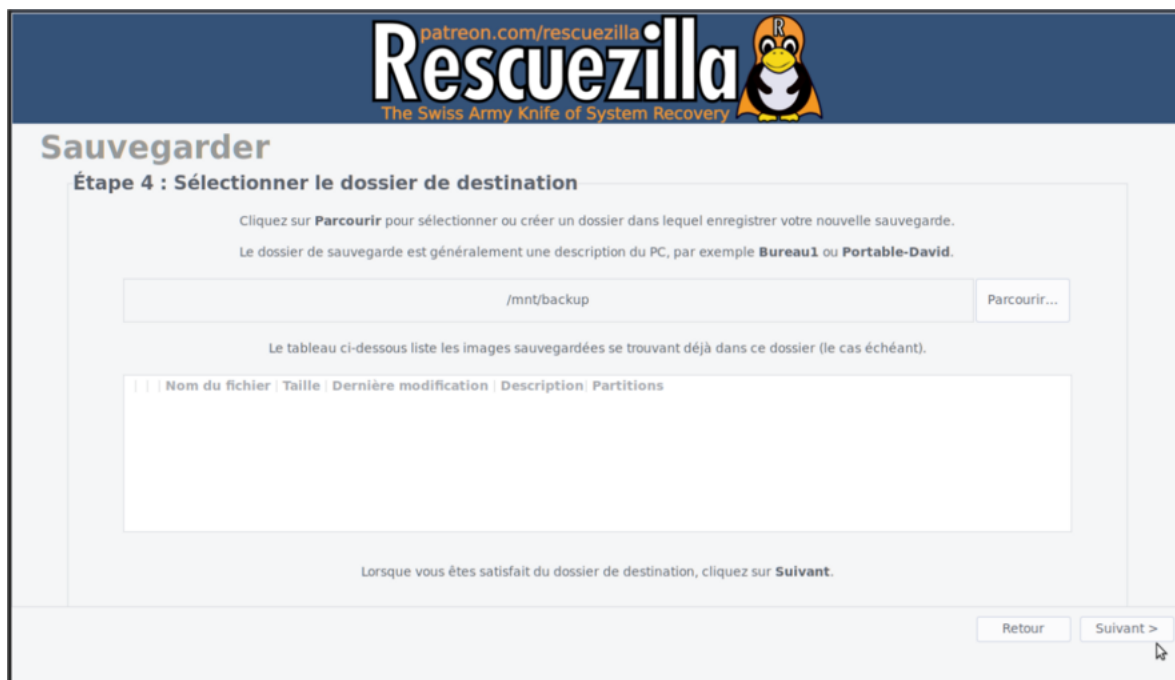 patreon.com/rescuezilla
Rescuezilla
R
The Swiss Army Knife of System Recovery
Sauvegarder
Étape 4 : Sélectionner le dossier de destination
Cliquez sur Parcourir pour sélectionner ou créer un dossier dans lequel enregistrer votre nouvelle sauvegarde.
Le dossier de sauvegarde est généralement une description du PC, par exemple Bureau1 ou Portable-David.
/mnt/backup
Parcourir...
Le tableau ci-dessous liste les images sauvegardées se trouvant déjà dans ce dossier (le cas échéant).
Nom du fichier | Taille | Dernière modification | Description | Partitions
Lorsque vous êtes satisfait du dossier de destination, cliquez sur Suivant.
Retour
Suivant >